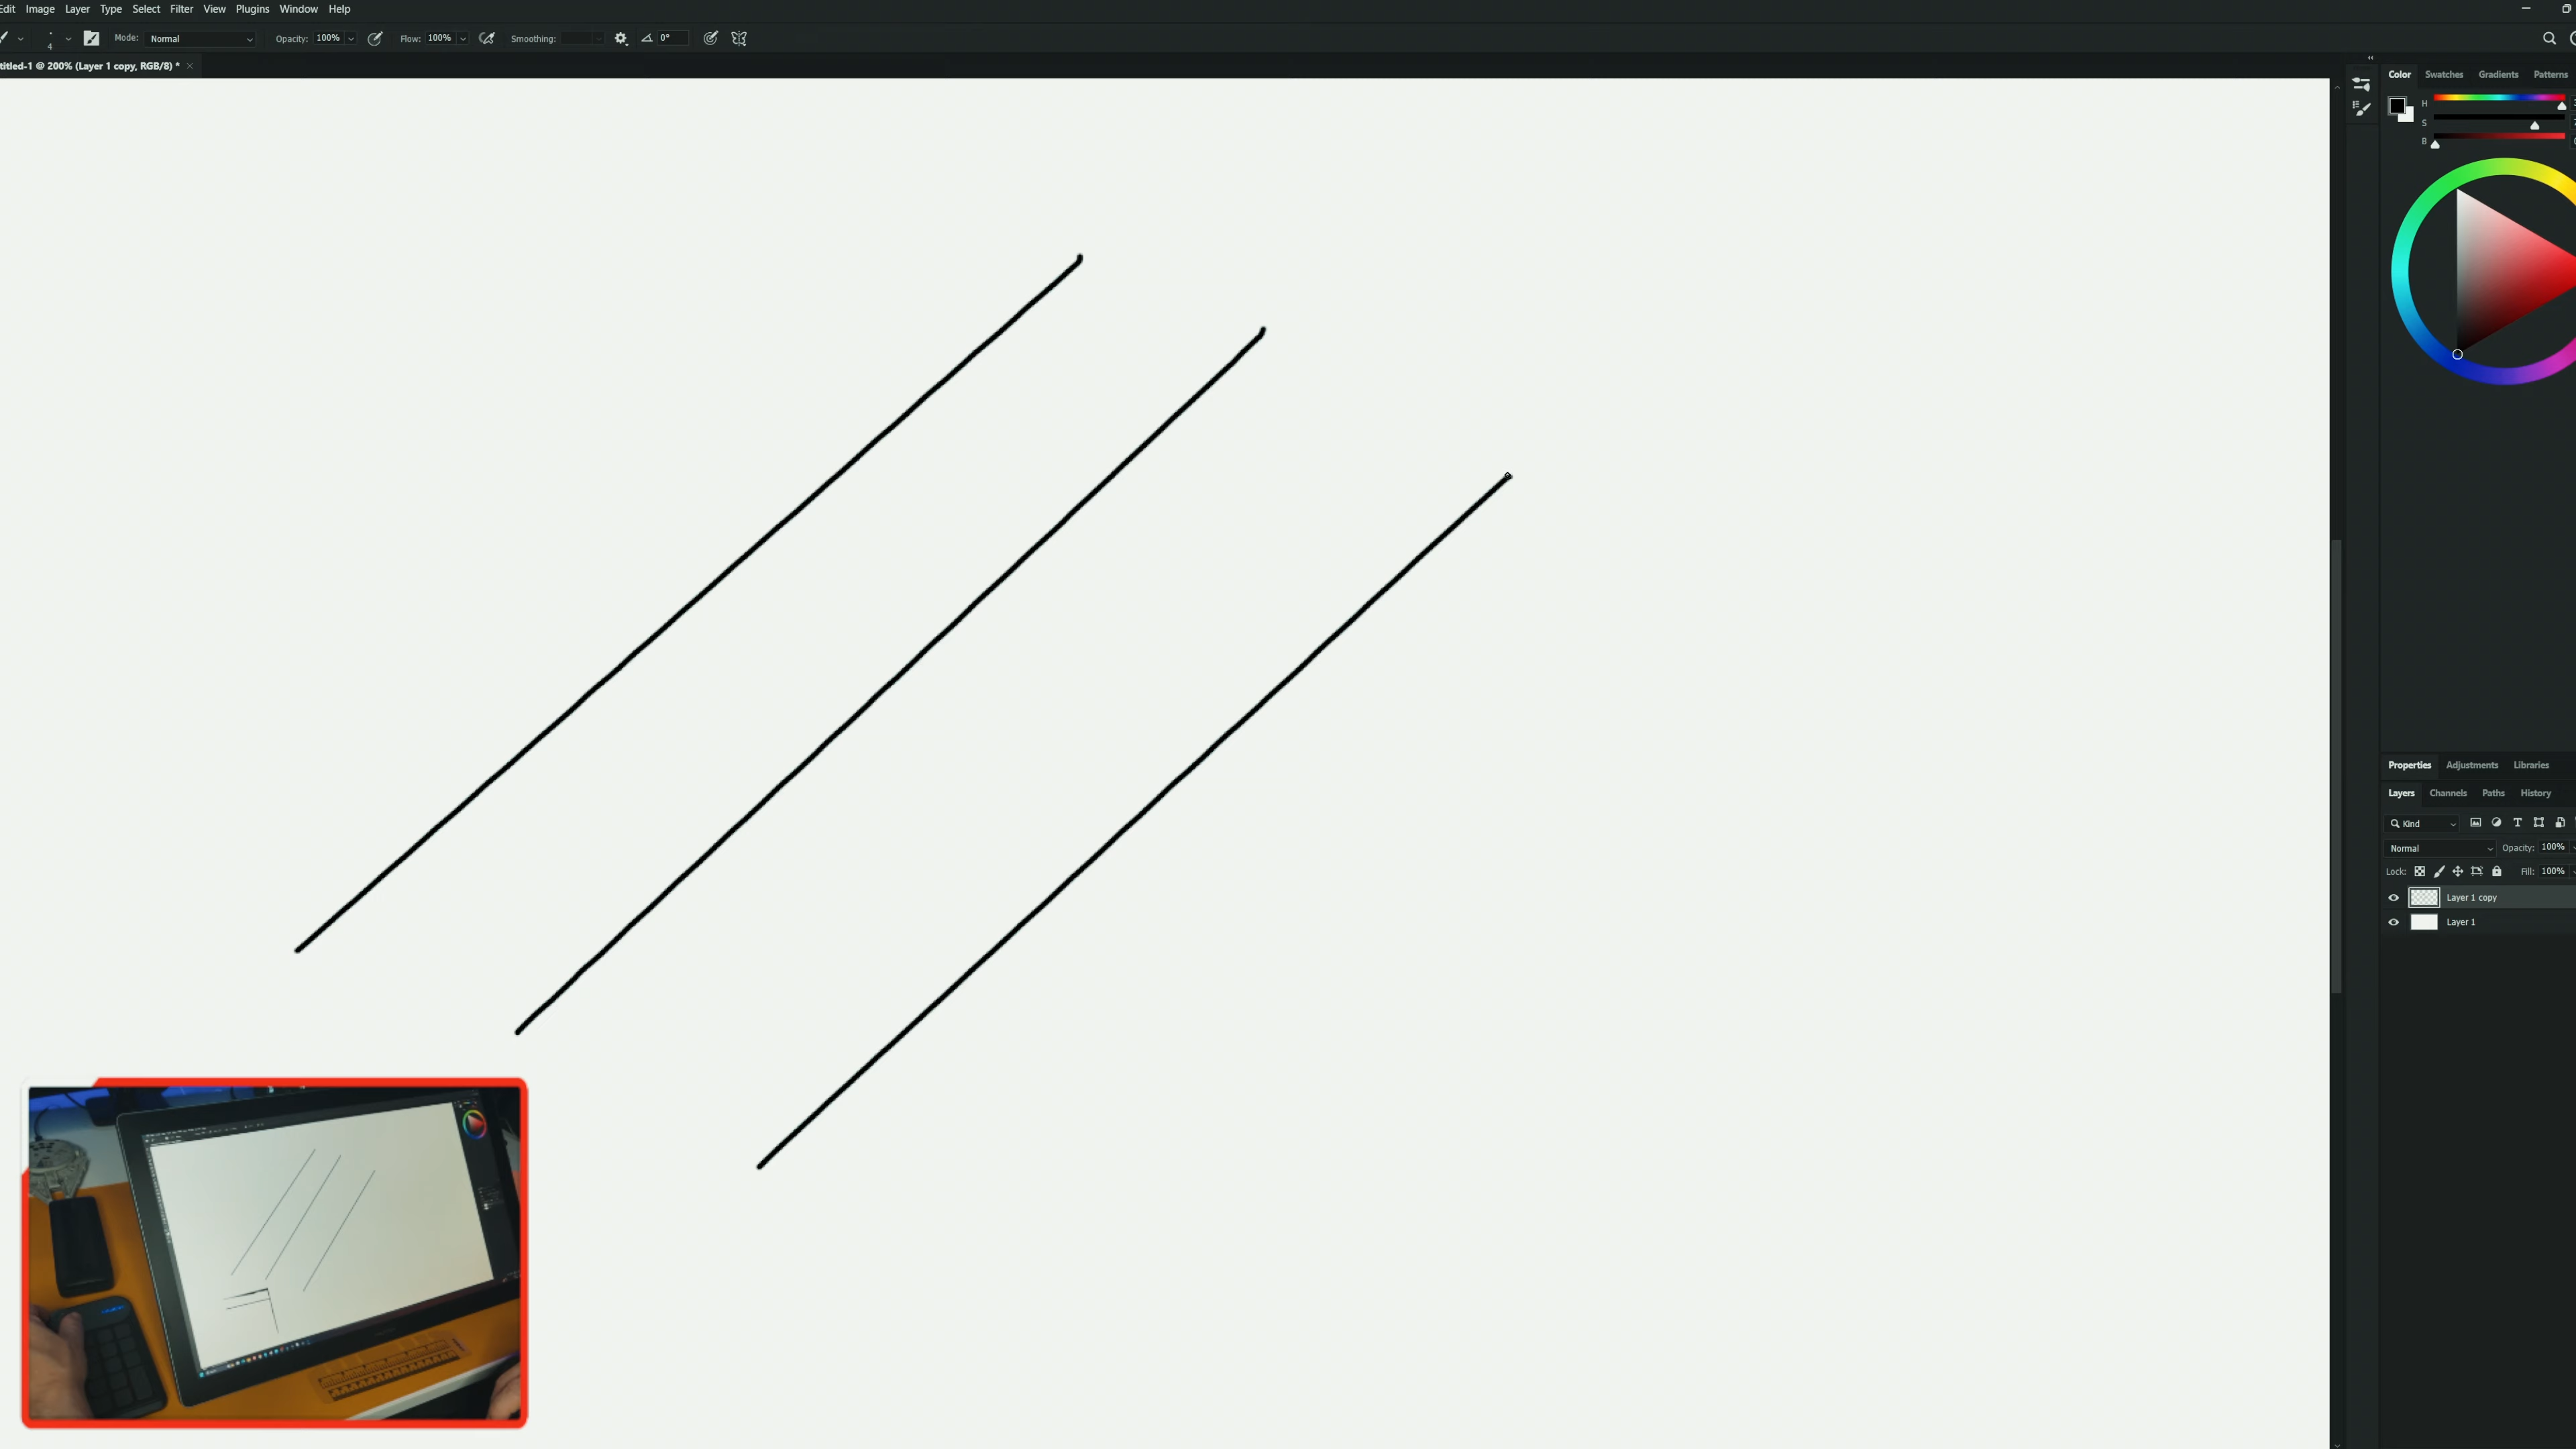 Edit Image Layer Type Select Filter View Plugins Window Help
4 Mode: Normal Opacity: 100% Flow: 100% Smoothing: 0°
titled-1 @ 200% (Layer 1 copy, RGB/8) *
Color Swatches Gradients Patterns
H
S
B
Properties Adjustments Libraries
Layers Channels Paths History
Kind
Normal Opacity: 100%
Lock: Fill: 100%
Layer 1 copy
Layer 1